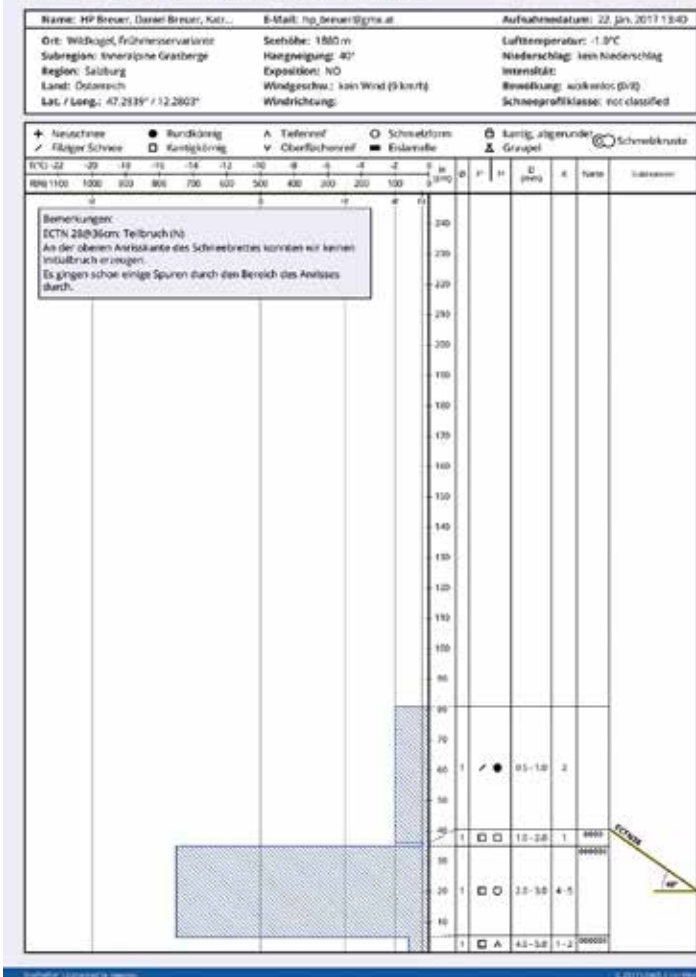 Name: HP Breuer, Daniel Breuer, Katr... E-Mail: hp_breuer@gmx.at Aufnahmedatum: 22. Jan. 2017 13:40
Ort: Wildkogel, Frühmesservariante Seehöhe: 1880 m Lufttemperatur: -1.0°C
Subregion: Inneralpine Grasberge Hangneigung: 40° Niederschlag: kein Niederschlag
Region: Salzburg Exposition: NO Intensität:
Land: Österreich Windgeschw.: kein Wind (0 km/h) Bewölkung: wolkenlos (0/8)
Lat. / Long.: 47.2939° / 12.2803° Windrichtung: Schneeprofilklasse: not classified
Neuschnee Rundkörnig Tiefenreif Schmelzform kantig, abgerundet Schmelzkruste
Filziger Schnee Kantigkörnig Oberflächenreif Eislamelle Graupel
T(°C) -22 -20 -18 -16 -14 -12 -10 -8 -6 -4 -2
R(N) 1100 1000 900 800 700 600 500 400 300 200 100 0
H (cm) θ F D (mm) K Härte
Bemerkungen:
ECTN 28@36cm: Teilbruch (N)
An der oberen Anrisskante des Schneebrettes konnten wir keinen
Initialbruch erzeugen.
Es gingen schon einige Spuren durch den Bereich des Anrisses
durch.
240
230
220
210
200
190
180
170
160
150
140
130
120
110
100
90
80
70
60 1 0.5 - 1.0 2
50
40
1 1.0 - 2.0 1
ECTN28
30
20 1 2.0 - 3.0 4 - 5
40°
10
1 4.0 - 5.0 1 - 2